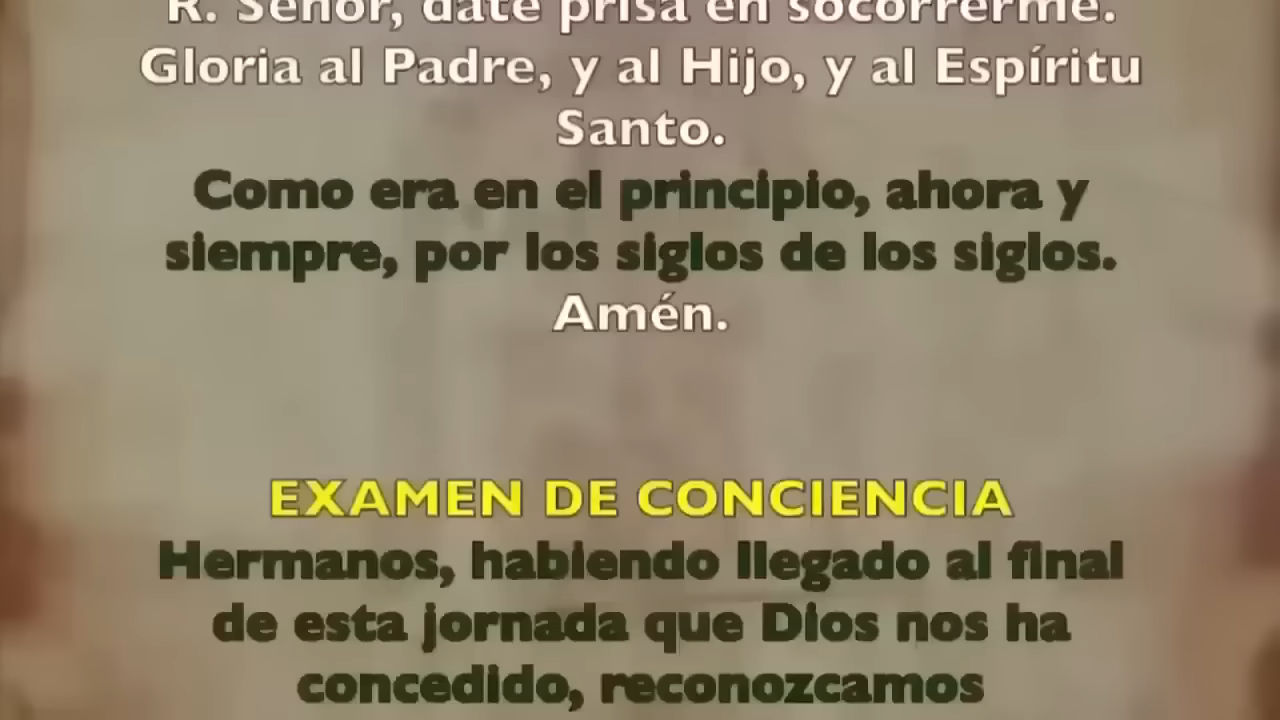 R. Señor, date prisa en socorrerme.
Gloria al Padre, y al Hijo, y al Espíritu
Santo.
Como era en el principio, ahora y
siempre, por los siglos de los siglos.
Amén.
EXAMEN DE CONCIENCIA
Hermanos, habiendo llegado al final
de esta jornada que Dios nos ha
concedido, reconozcamos